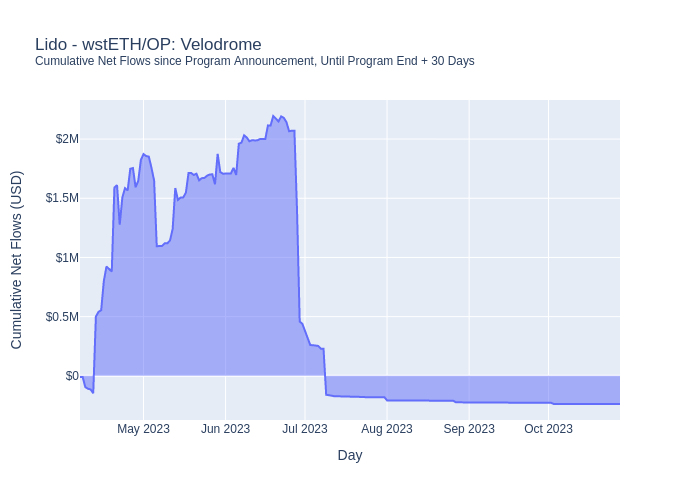 Lido - wstETH/OP: Velodrome
Cumulative Net Flows since Program Announcement, Until Program End + 30 Days
Cumulative Net Flows (USD)
$2M
$1.5M
$1M
$0.5M
$0
May 2023
Jun 2023
Jul 2023
Aug 2023
Sep 2023
Oct 2023
Day